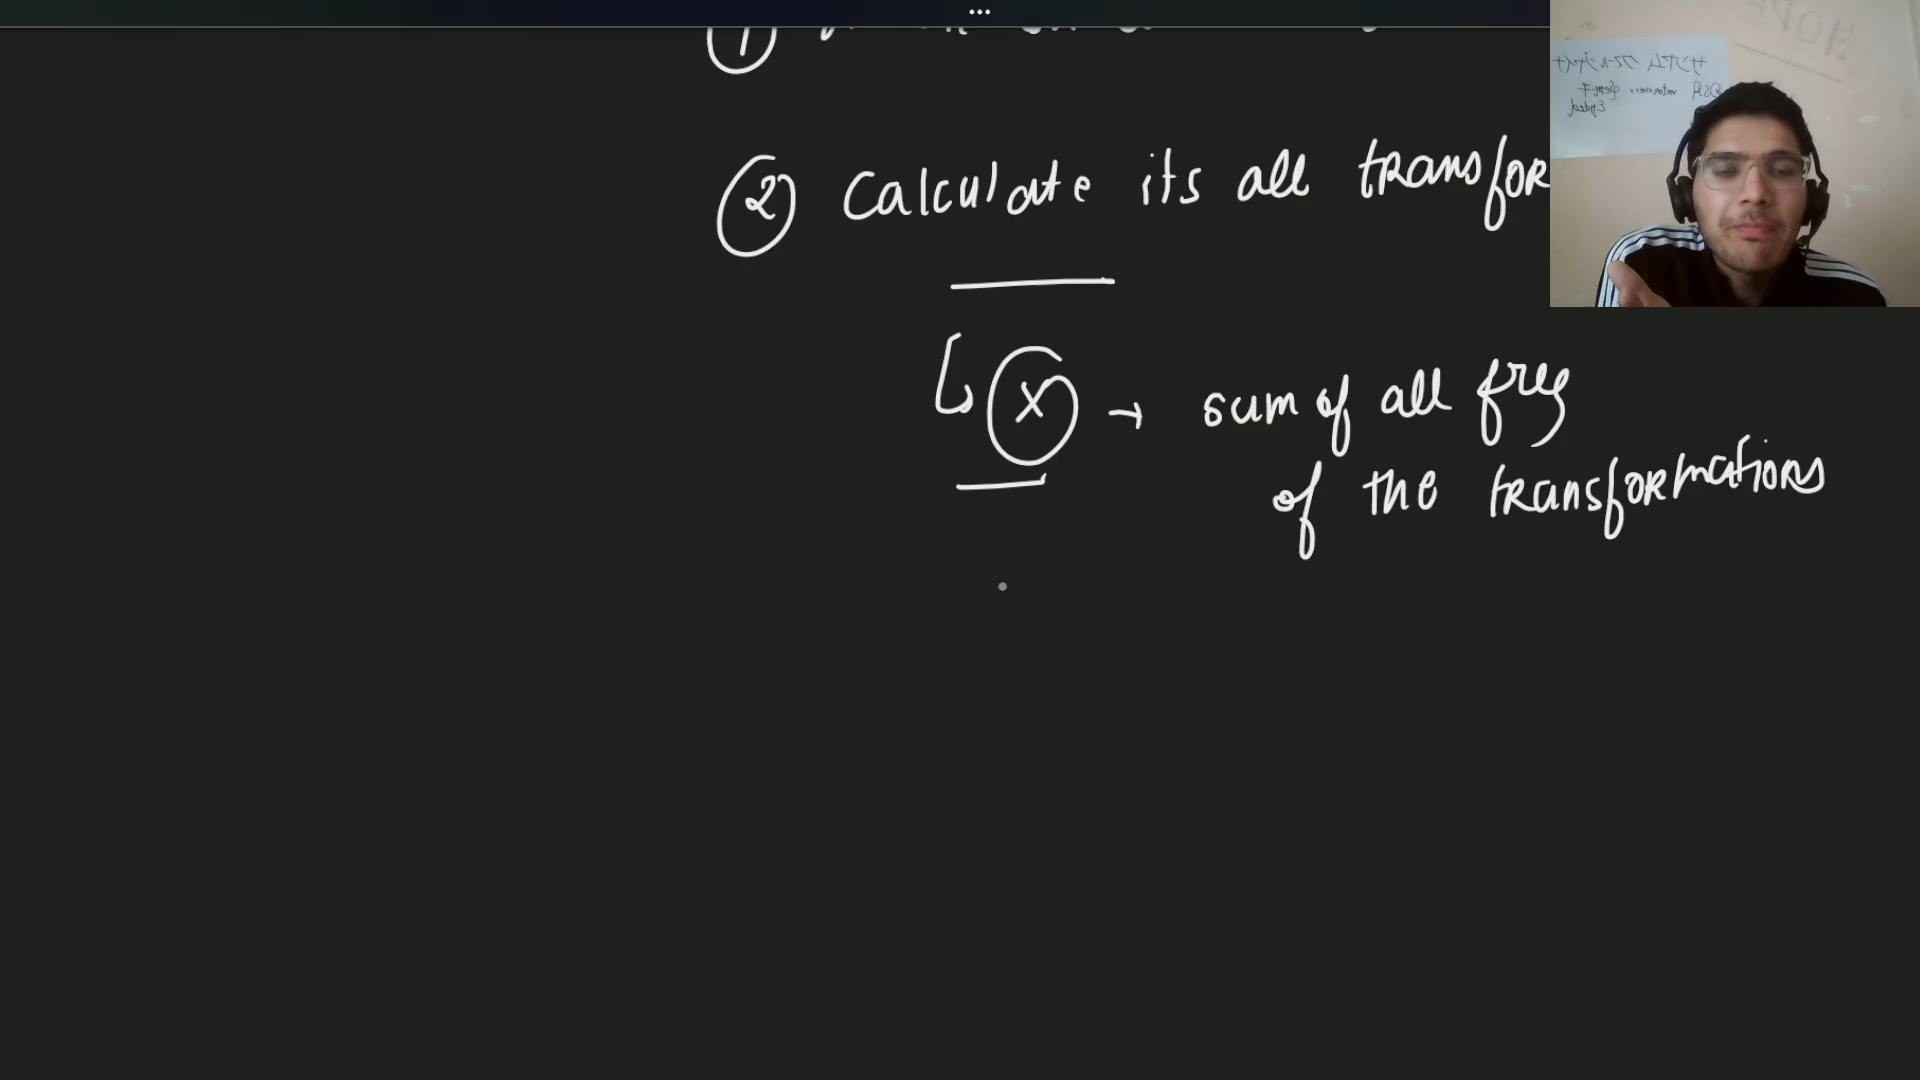 ...
② Calculate its all transfor
↳ ⓧ → sum of all freq
of the transformations